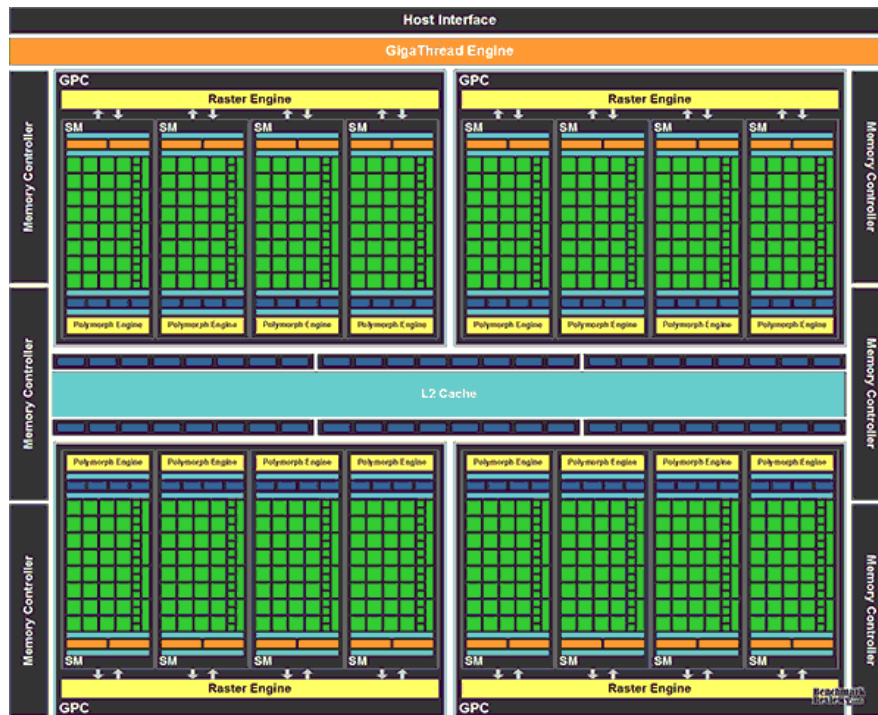 Host Interface
GigaThread Engine
Memory Controller
Memory Controller
Memory Controller
GPC
Raster Engine
SM SM SM SM
Polymorph Engine Polymorph Engine Polymorph Engine Polymorph Engine
GPC
Raster Engine
SM SM SM SM
Polymorph Engine Polymorph Engine Polymorph Engine Polymorph Engine
Memory Controller
Memory Controller
Memory Controller
L2 Cache
Polymorph Engine Polymorph Engine Polymorph Engine Polymorph Engine
SM SM SM SM
Raster Engine
GPC
Polymorph Engine Polymorph Engine Polymorph Engine Polymorph Engine
SM SM SM SM
Raster Engine
GPC
Benchmark
Reviews.com